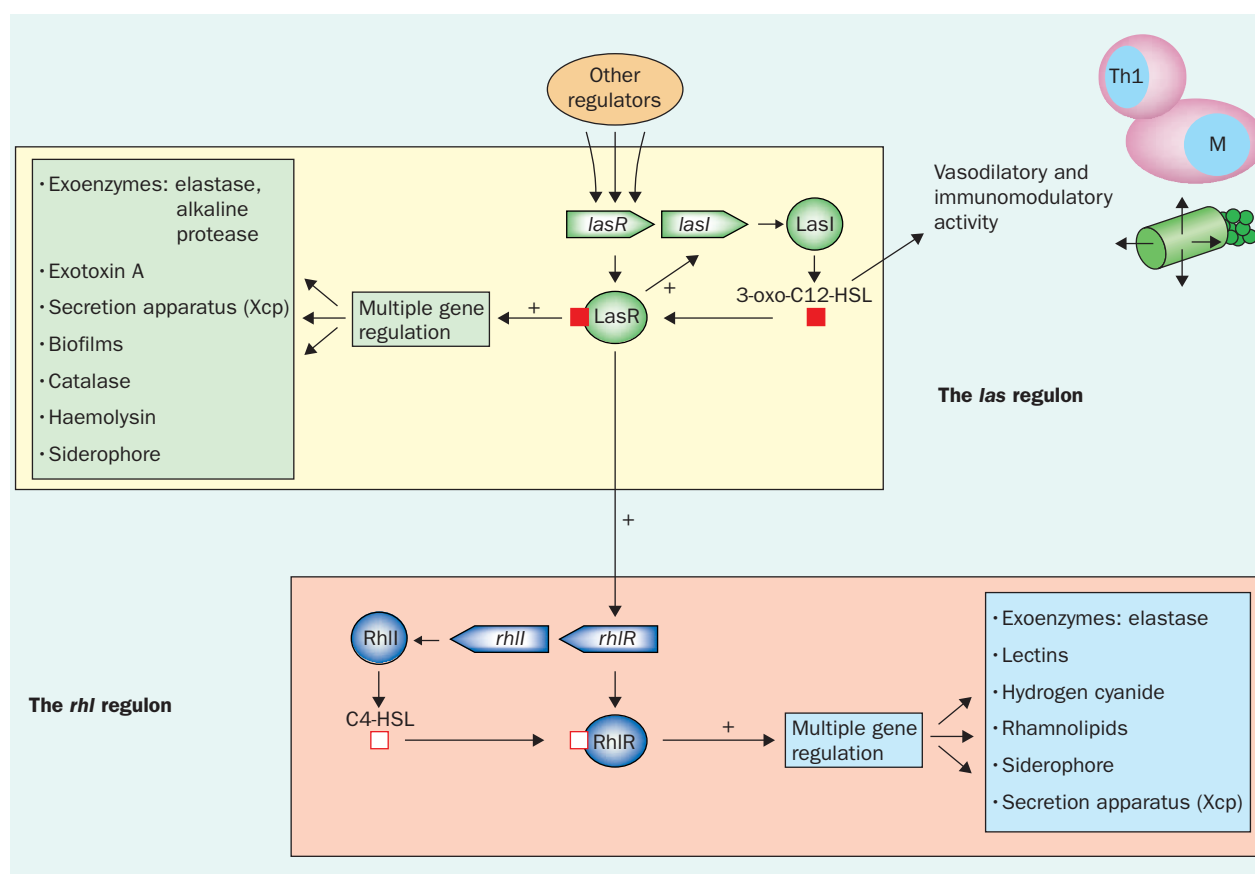 Other
regulators
Th1
M
Vasodilatory and
immunomodulatory
activity
· Exoenzymes: elastase,
alkaline
protease
· Exotoxin A
· Secretion apparatus (Xcp)
· Biofilms
· Catalase
· Haemolysin
· Siderophore
lasR
lasI
LasI
+
3-oxo-C12-HSL
Multiple gene
regulation
+
LasR
The las regulon
+
RhlI
rhlI
rhlR
The rhl regulon
C4-HSL
RhlR
+
Multiple gene
regulation
· Exoenzymes: elastase
· Lectins
· Hydrogen cyanide
· Rhamnolipids
· Siderophore
· Secretion apparatus (Xcp)